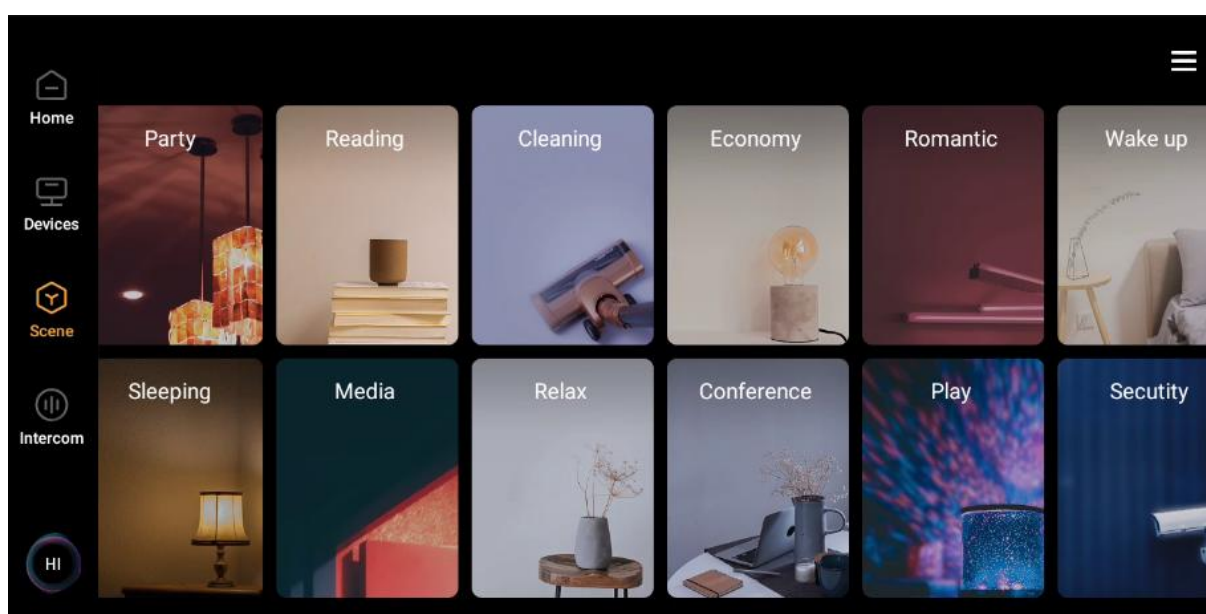 Home
Devices
Scene
Intercom
HI
Party
Reading
Cleaning
Economy
Romantic
Wake up
Sleeping
Media
Relax
Conference
Play
Secutity